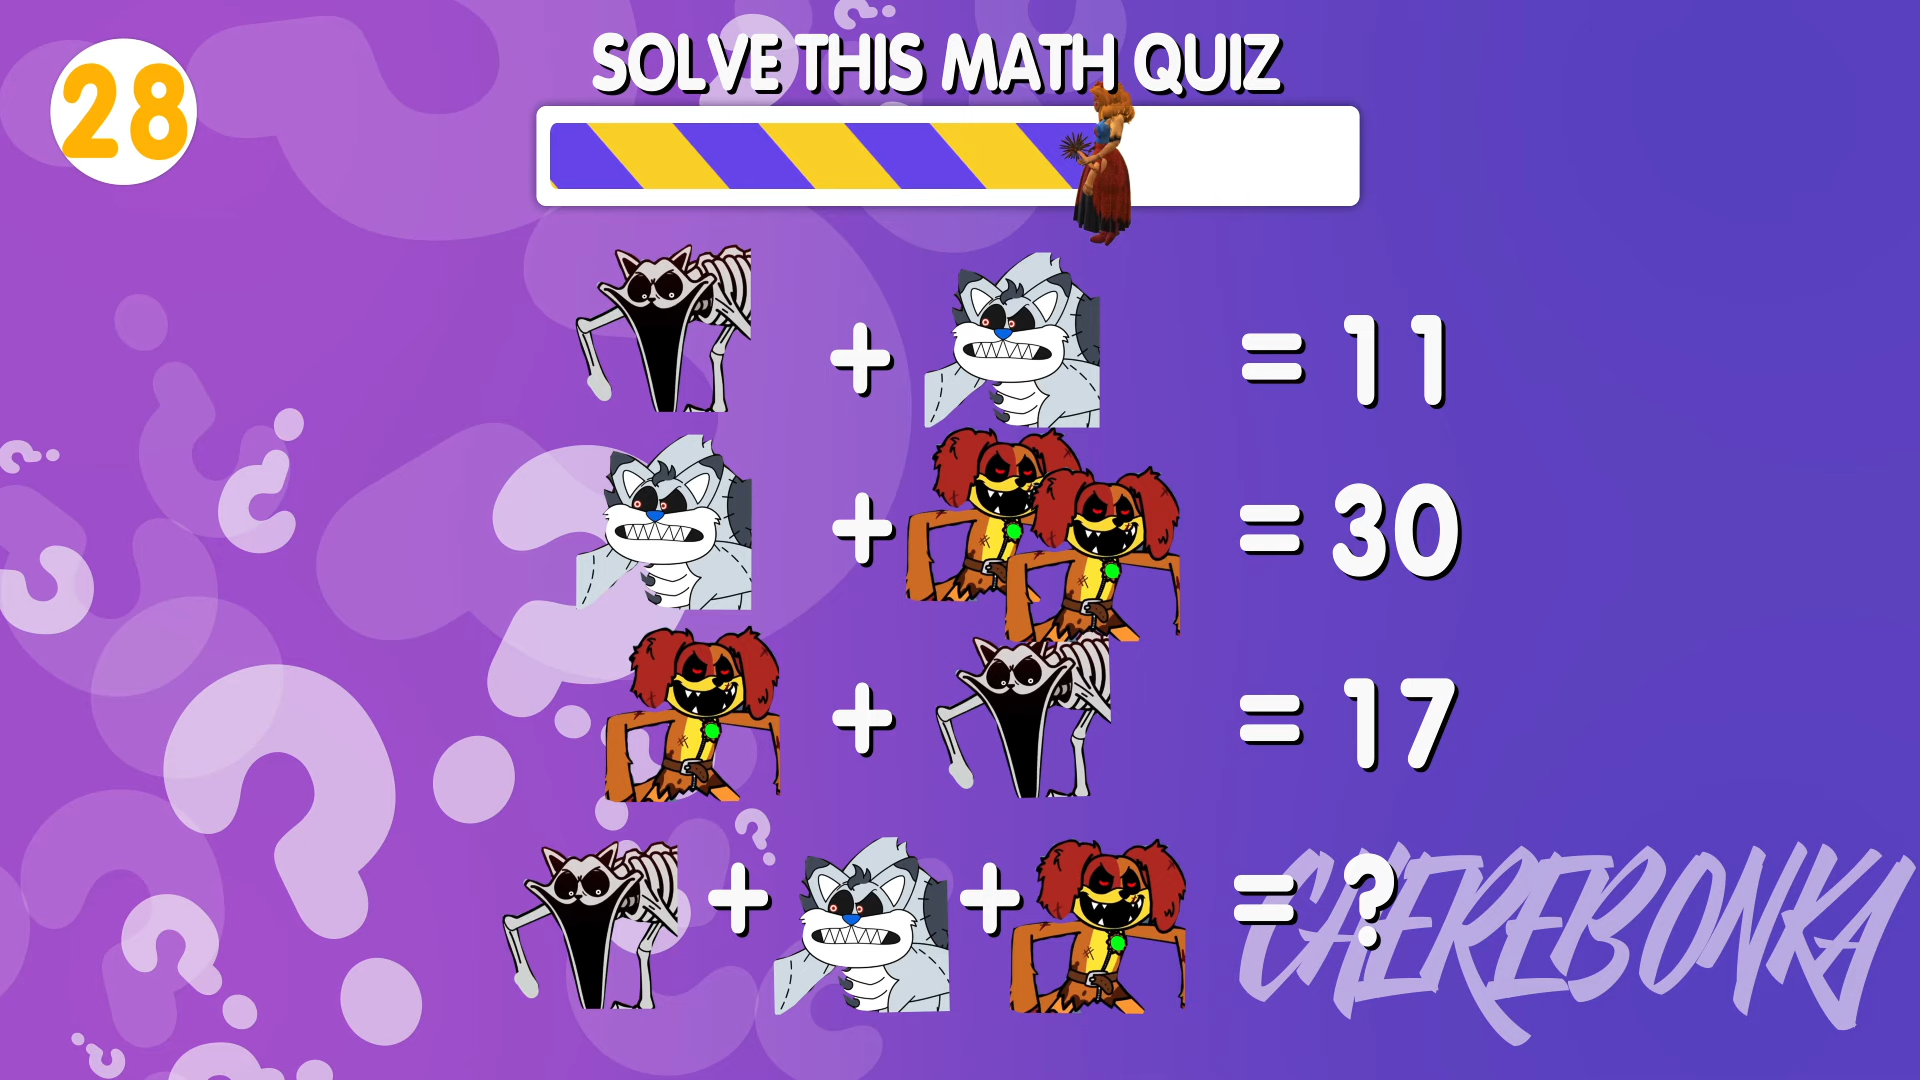 28
SOLVE THIS MATH QUIZ
+ = 11
+ = 30
+ = 17
+ + = ?
CHEREBONKA